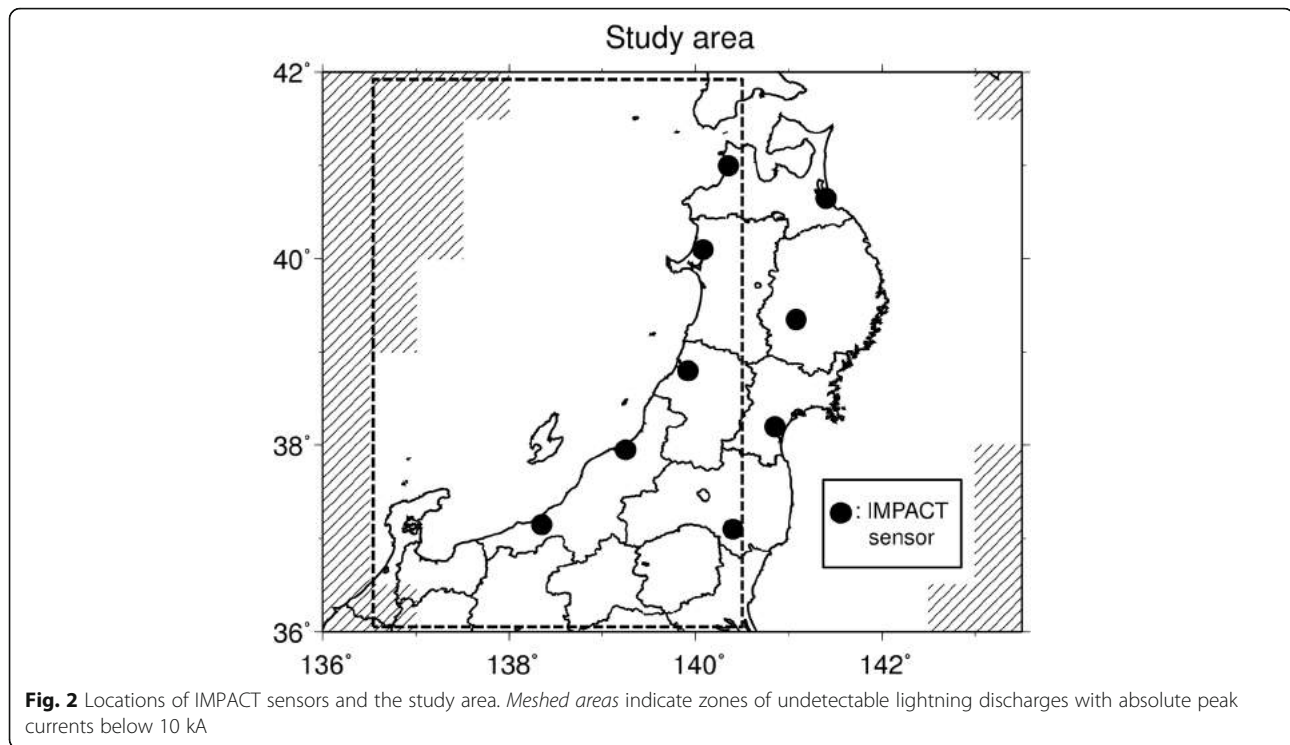 Study area
42°
40°
38°
36°
136°
138°
140°
142°
: IMPACT
sensor
Fig. 2 Locations of IMPACT sensors and the study area. Meshed areas indicate zones of undetectable lightning discharges with absolute peak
currents below 10 kA